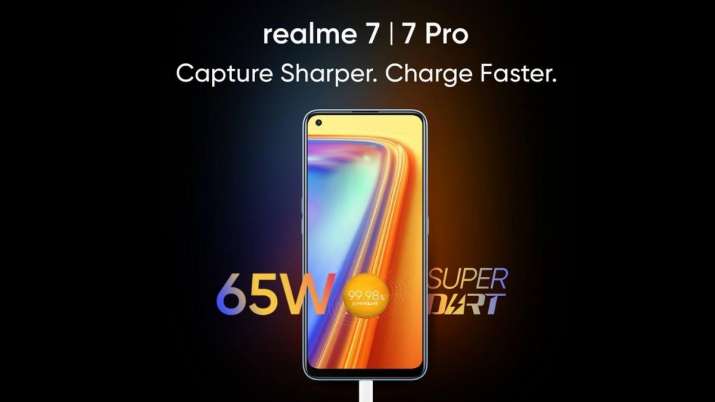 realme 7 | 7 Pro
Capture Sharper. Charge Faster.
65W
99.98%
SUPER
DART